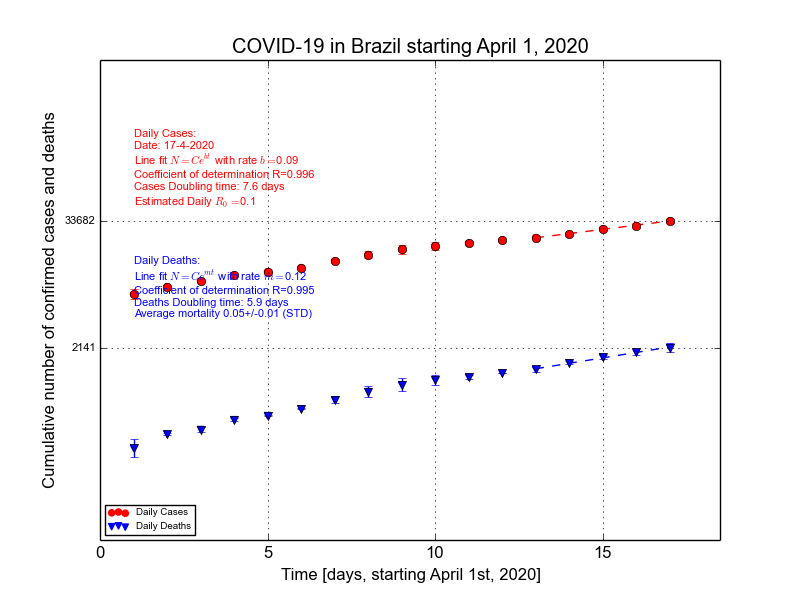 COVID-19 in Brazil starting April 1, 2020
Cumulative number of confirmed cases and deaths
Daily Cases:
Date: 17-4-2020
Line fit N=Ce^{bt} with rate b=0.09
Coefficient of determination R=0.996
Cases Doubling time: 7.6 days
Estimated Daily R_0=0.1
33682
Daily Deaths:
Line fit N=Ce^{mt} with rate m=0.12
Coefficient of determination R=0.995
Deaths Doubling time: 5.9 days
Average mortality 0.05+/-0.01 (STD)
2141
Daily Cases
Daily Deaths
0 5 10 15
Time [days, starting April 1st, 2020]